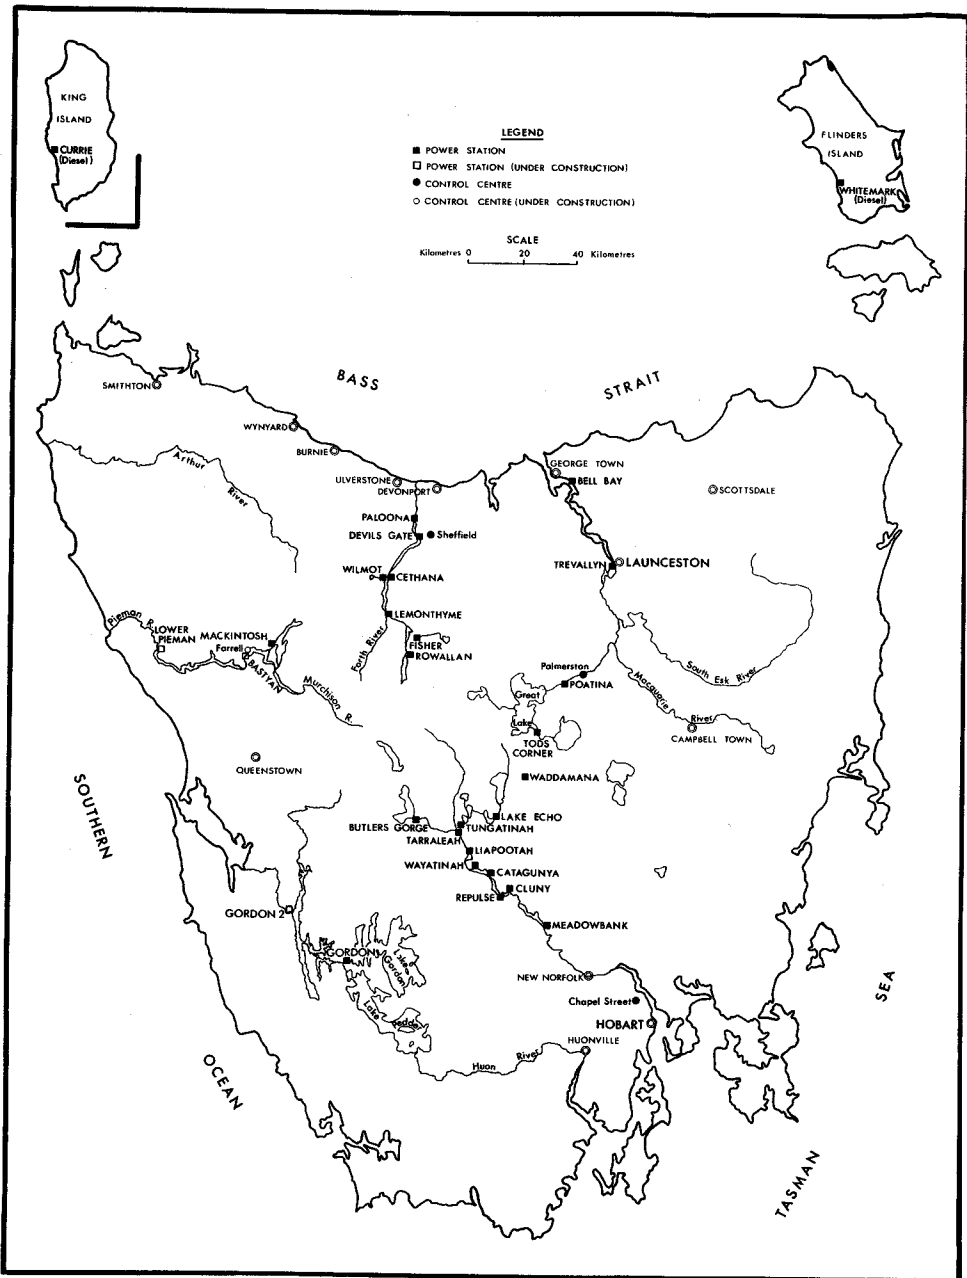 KING
ISLAND
CURRIE
(Diesel)
FLINDERS
ISLAND
WHITEMARK
(Diesel)
LEGEND
POWER STATION
POWER STATION (UNDER CONSTRUCTION)
CONTROL CENTRE
CONTROL CENTRE (UNDER CONSTRUCTION)
SCALE
Kilometres 0 20 40 Kilometres
BASS
STRAIT
SMITHTON
WYNYARD
BURNIE
Arthur
River
ULVERSTONE
DEVONPORT
GEORGE TOWN
BELL BAY
SCOTTSDALE
PALOONA
DEVILS GATE
Sheffield
WILMOT
CETHANA
TREVALLYN
LAUNCESTON
LEMONTHYME
Forth River
FISHER
ROWALLAN
Pieman R.
LOWER
PIEMAN
MACKINTOSH
Farrell
BASTYAN
Murchison
R.
Palmerston
POATINA
Great
Lake
TODS
CORNER
South Esk River
Macquarie
River
CAMPBELL TOWN
QUEENSTOWN
WADDAMANA
SOUTHERN
LAKE ECHO
BUTLERS GORGE
TUNGATINAH
TARRALEAH
LIAPOOTAH
WAYATINAH
CATAGUNYA
CLUNY
REPULSE
MEADOWBANK
GORDON 2
GORDON 1
Lake
Gordon
Lake
Pedder
NEW NORFOLK
Chapel Street
HOBART
HUONVILLE
Huon
River
SEA
OCEAN
TASMAN